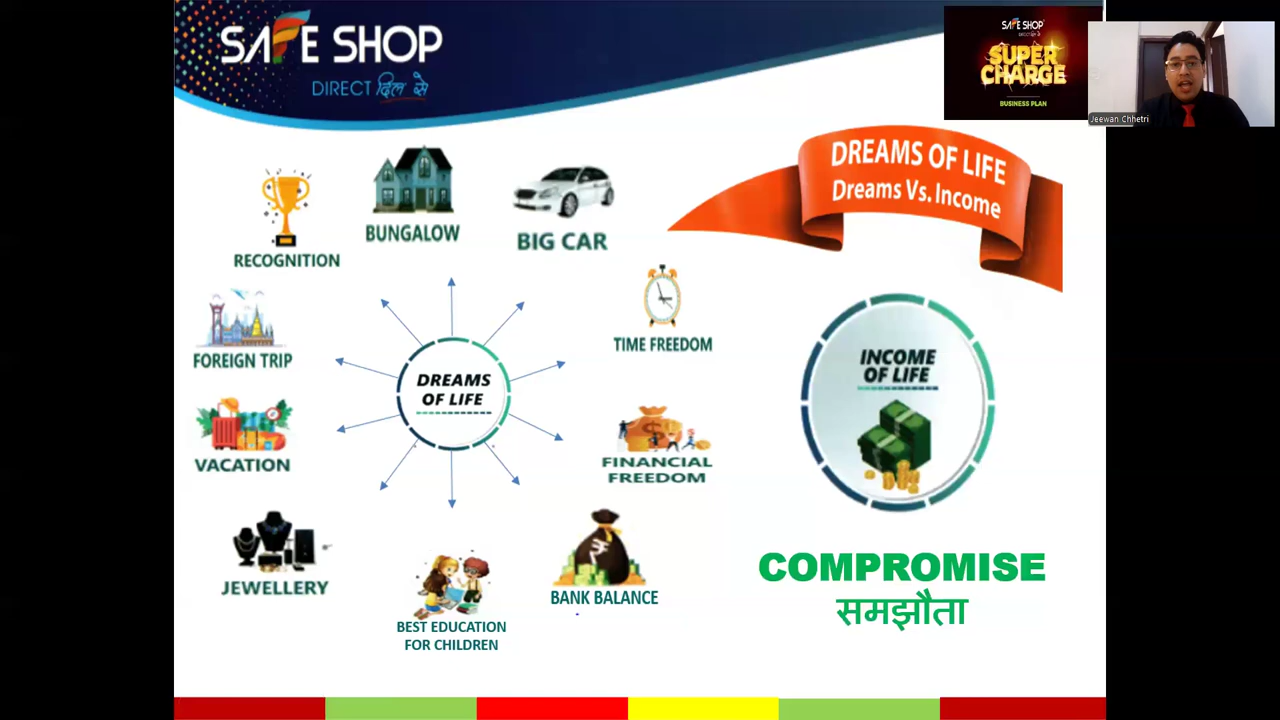 SAFE SHOP
DIRECT दिल से
SAFE SHOP
SUPER
CHARGE
BUSINESS PLAN
Jeewan Chhetri
DREAMS OF LIFE
Dreams Vs. Income
RECOGNITION
BUNGALOW
BIG CAR
FOREIGN TRIP
TIME FREEDOM
DREAMS
OF LIFE
INCOME
OF LIFE
VACATION
FINANCIAL
FREEDOM
JEWELLERY
BEST EDUCATION
FOR CHILDREN
BANK BALANCE
COMPROMISE
समझौता